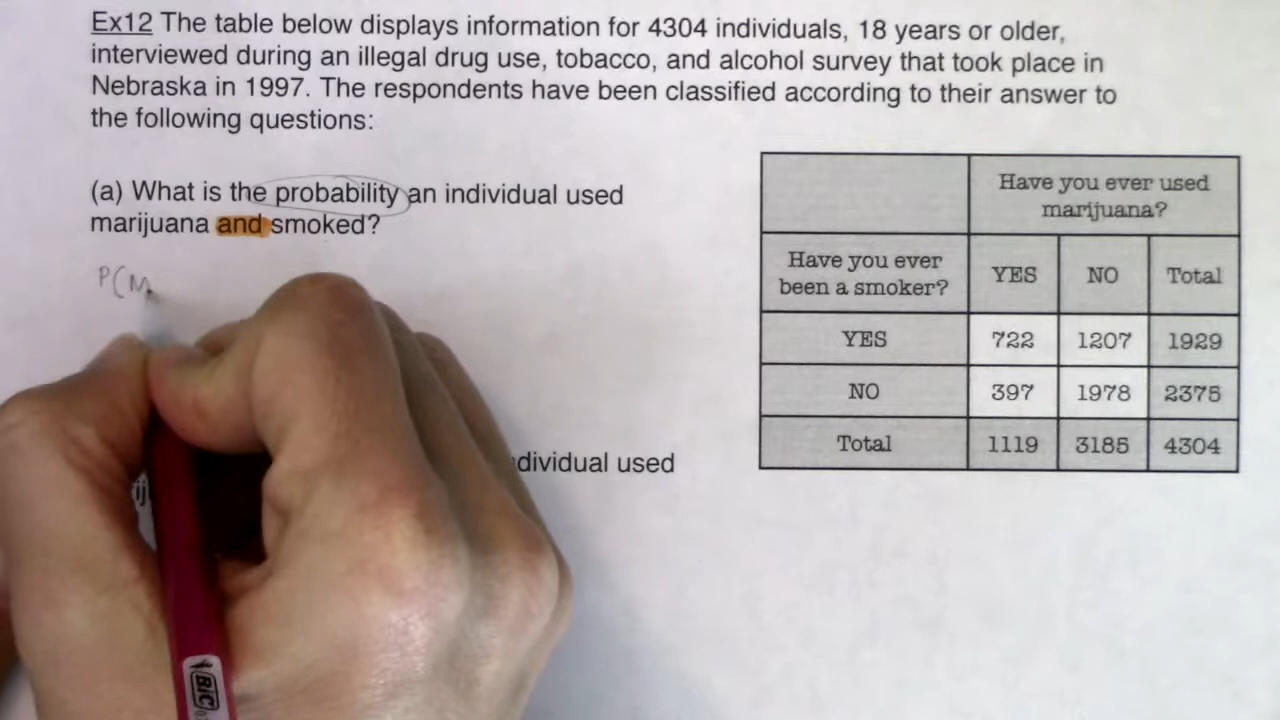 Ex12 The table below displays information for 4304 individuals, 18 years or older,
interviewed during an illegal drug use, tobacco, and alcohol survey that took place in
Nebraska in 1997. The respondents have been classified according to their answer to
the following questions:
(a) What is the probability an individual used
marijuana and smoked?
P(M
dividual used
ij
Have you ever used
marijuana?
Have you ever
been a smoker?
YES NO Total
YES 722 1207 1929
NO 397 1978 2375
Total 1119 3185 4304
BIC